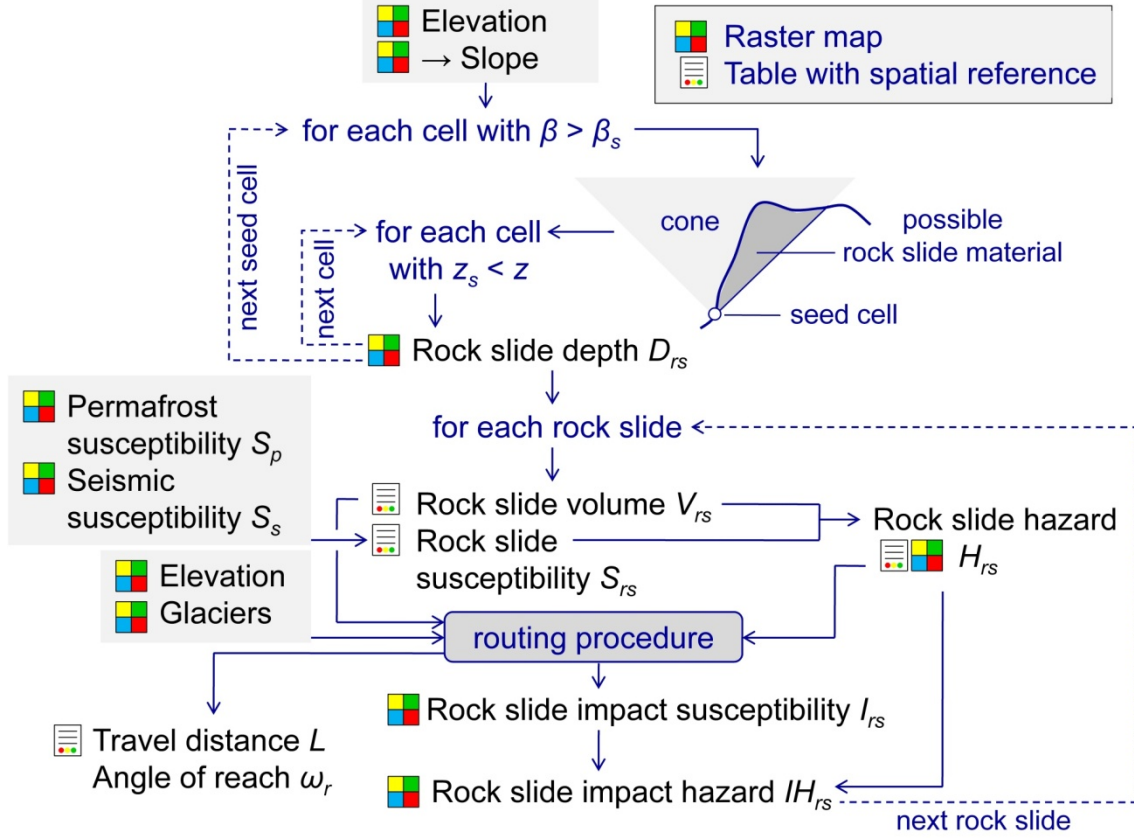 Elevation
→ Slope
Raster map
Table with spatial reference
for each cell with β > βs
next seed cell
cone
possible
rock slide material
seed cell
for each cell
with zs < z
next cell
Rock slide depth Drs
Permafrost
susceptibility Sp
Seismic
susceptibility Ss
for each rock slide
Rock slide volume Vrs
Rock slide
susceptibility Srs
Rock slide hazard
Hrs
Elevation
Glaciers
routing procedure
Rock slide impact susceptibility Irs
Travel distance L
Angle of reach ωr
Rock slide impact hazard IHrs
next rock slide